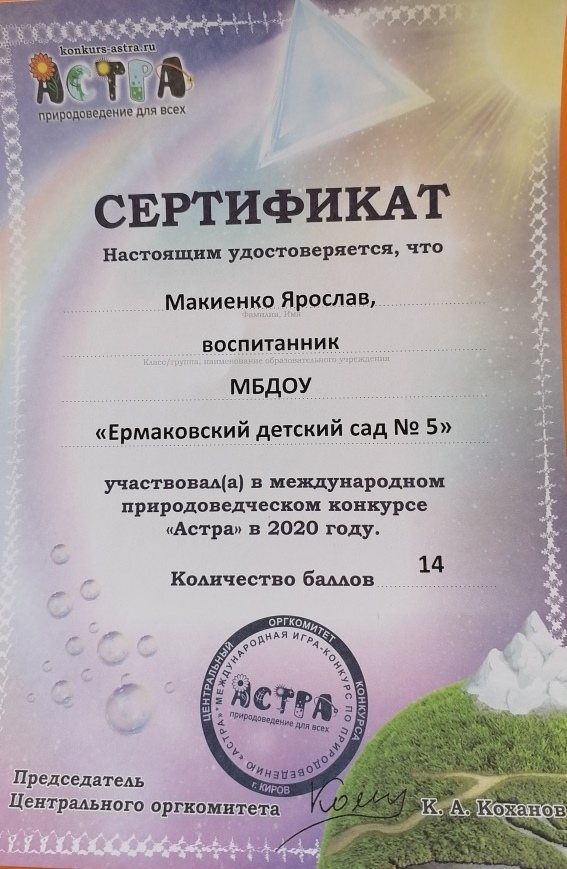 konkurs-astra.ru
АСТРА
природоведение для всех
СЕРТИФИКАТ
Настоящим удостоверяется, что
Макиенко Ярослав,
Фамилия, Имя
воспитанник
Класс/группа, наименование образовательного учреждения
МБДОУ
«Ермаковский детский сад № 5»
участвовал(а) в международном
природоведческом конкурсе
«Астра» в 2020 году.
Количество баллов 14
ЦЕНТРАЛЬНЫЙ ОРГКОМИТЕТ КОНКУРСА
МЕЖДУНАРОДНАЯ ИГРА-КОНКУРС ПО ПРИРОДОВЕДЕНИЮ «АСТРА»
АСТРА
природоведение для всех
г. КИРОВ
Председатель
Центрального оргкомитета К. А. Коханов